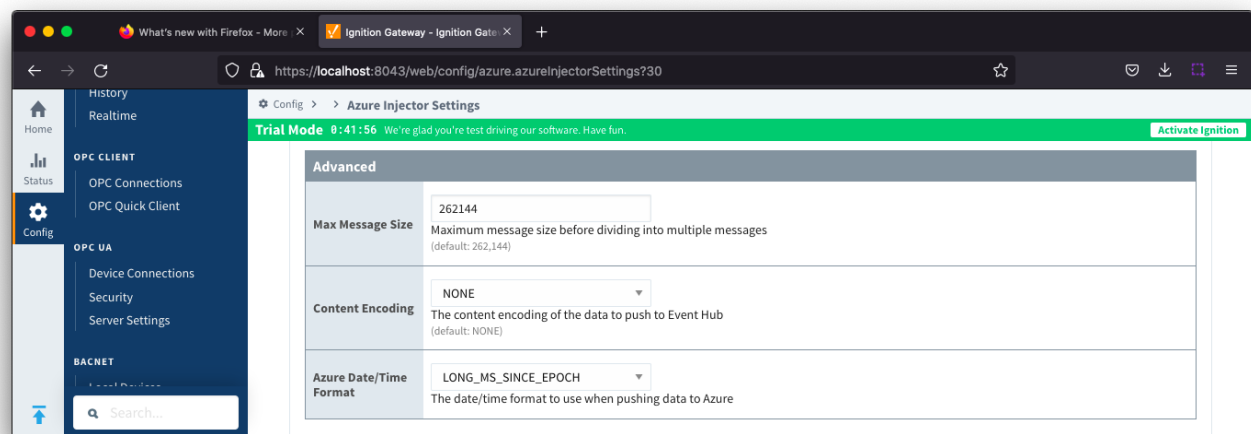 What's new with Firefox - More
Ignition Gateway - Ignition Gate
https://localhost:8043/web/config/azure.azureInjectorSettings?30
Home
Status
Config
History
Realtime
OPC CLIENT
OPC Connections
OPC Quick Client
OPC UA
Device Connections
Security
Server Settings
BACNET
Search...
Config > > Azure Injector Settings
Trial Mode 0:41:56 We're glad you're test driving our software. Have fun.
Activate Ignition
Advanced
Max Message Size
262144
Maximum message size before dividing into multiple messages
(default: 262,144)
Content Encoding
NONE
The content encoding of the data to push to Event Hub
(default: NONE)
Azure Date/Time
Format
LONG_MS_SINCE_EPOCH
The date/time format to use when pushing data to Azure